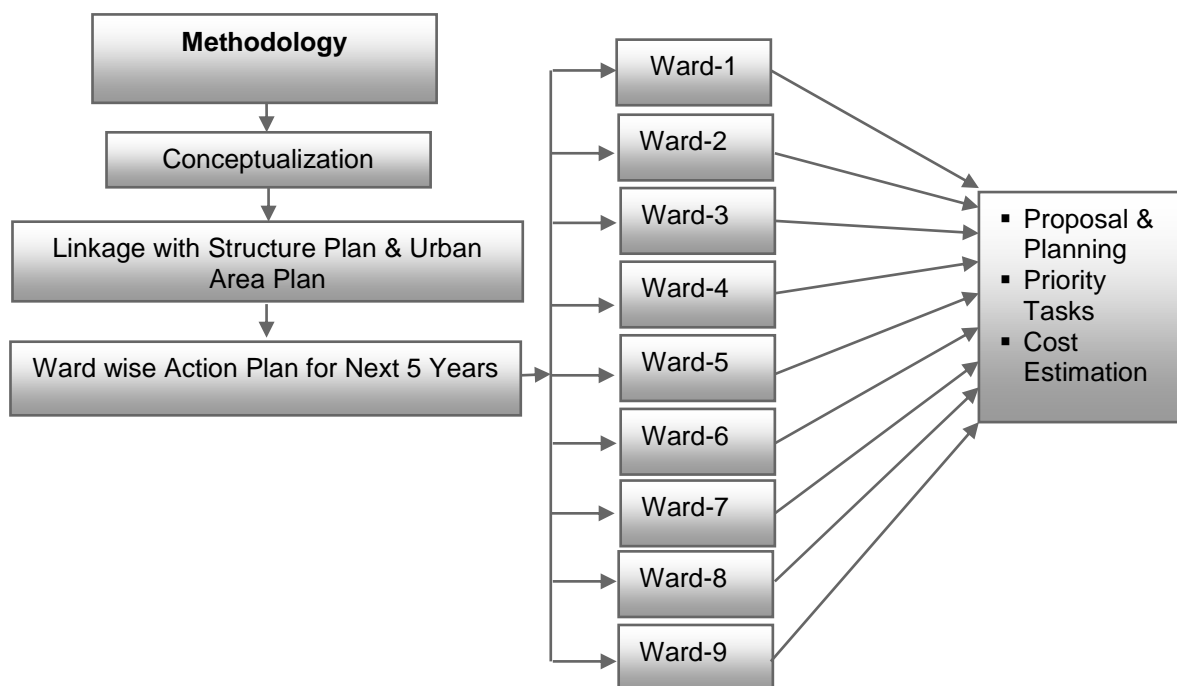 Methodology
Conceptualization
Linkage with Structure Plan & Urban
Area Plan
Ward wise Action Plan for Next 5 Years
Ward-1
Ward-2
Ward-3
Ward-4
Ward-5
Ward-6
Ward-7
Ward-8
Ward-9
▪ Proposal &
Planning
▪ Priority
Tasks
▪ Cost
Estimation